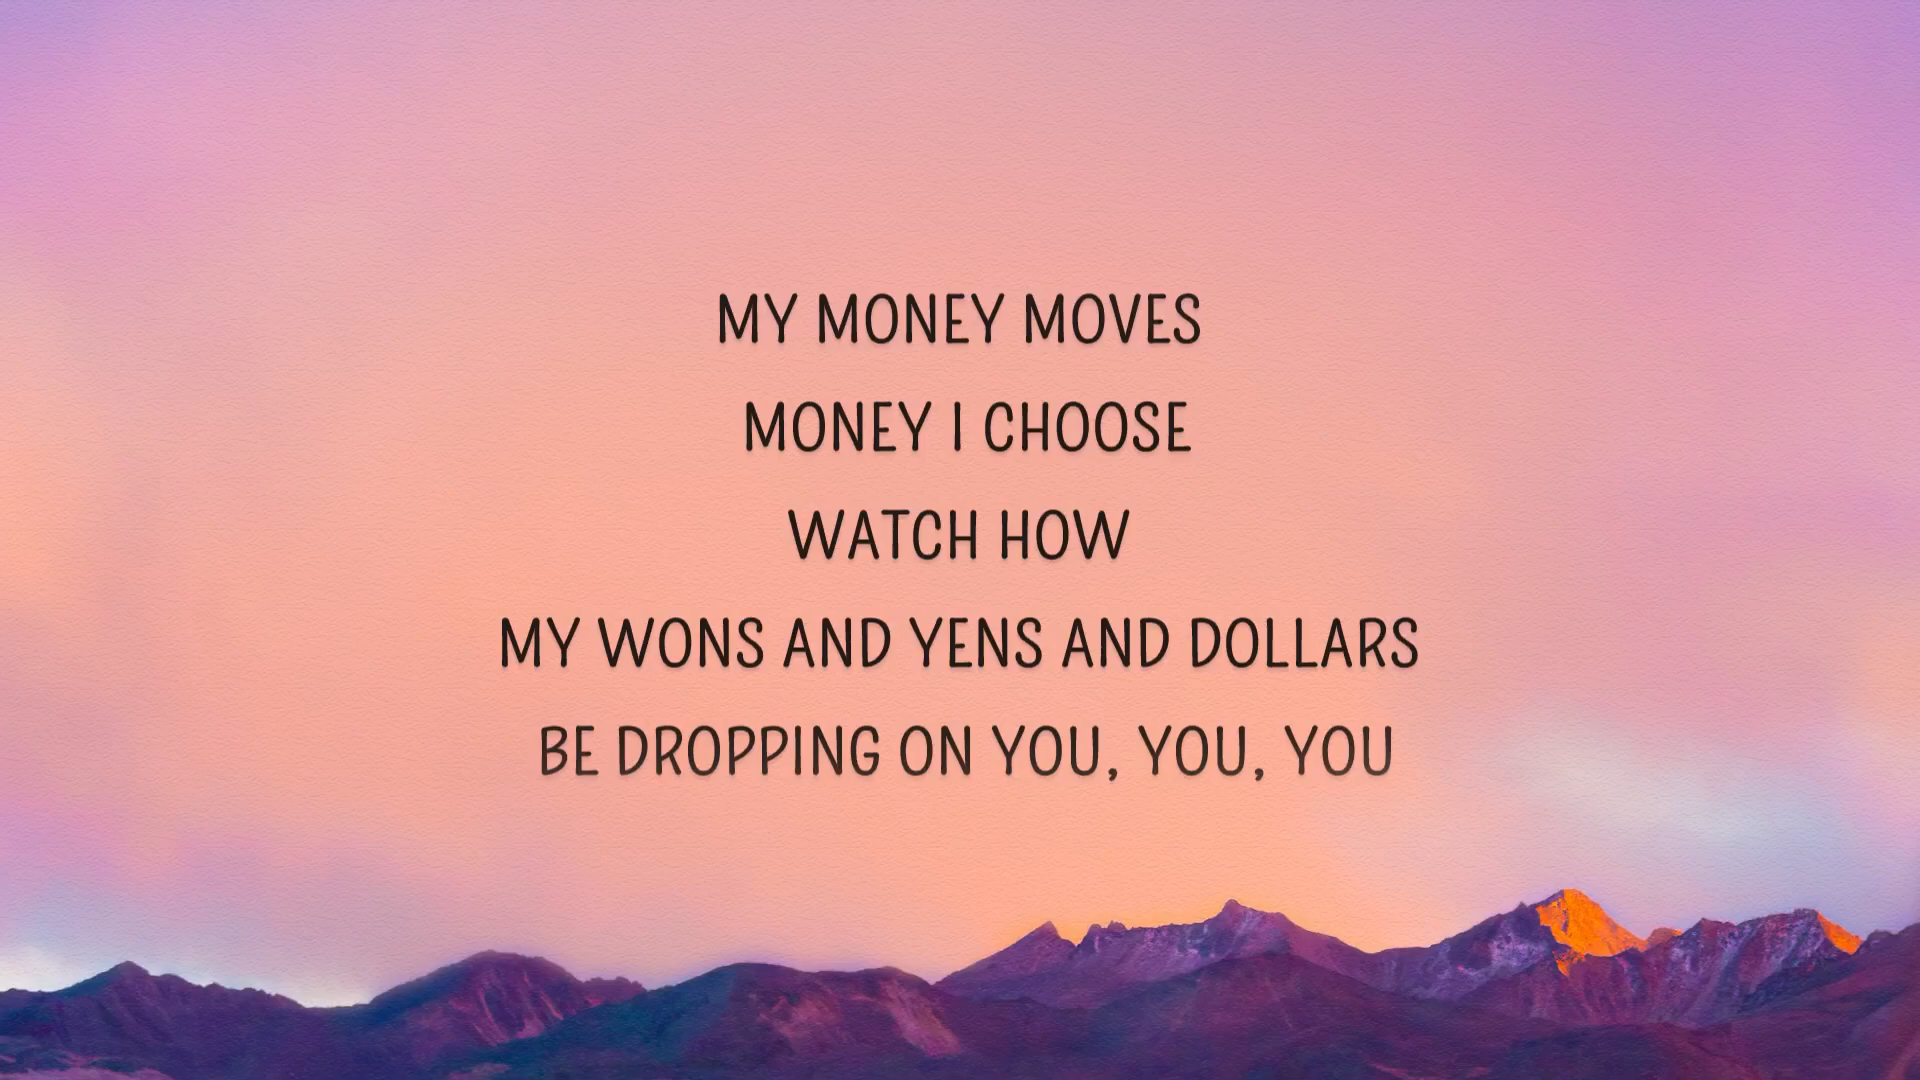 MY MONEY MOVES
MONEY I CHOOSE
WATCH HOW
MY WONS AND YENS AND DOLLARS
BE DROPPING ON YOU, YOU, YOU